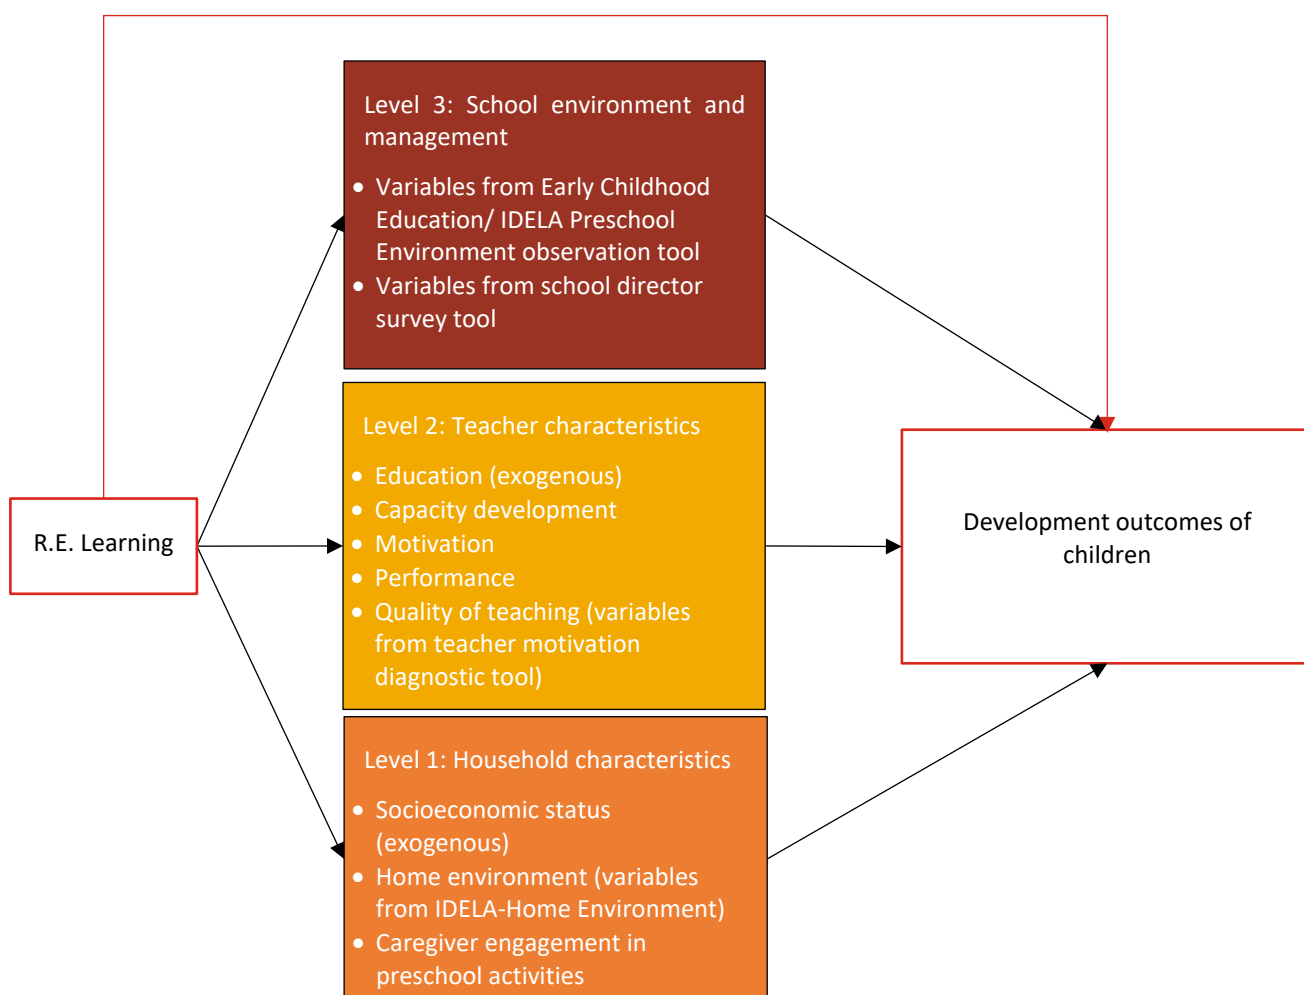 Level 3: School environment and
management
• Variables from Early Childhood
Education/ IDELA Preschool
Environment observation tool
• Variables from school director
survey tool
R.E. Learning
Level 2: Teacher characteristics
• Education (exogenous)
• Capacity development
• Motivation
• Performance
• Quality of teaching (variables
from teacher motivation
diagnostic tool)
Level 1: Household characteristics
• Socioeconomic status
(exogenous)
• Home environment (variables
from IDELA-Home Environment)
• Caregiver engagement in
preschool activities
Development outcomes of
children